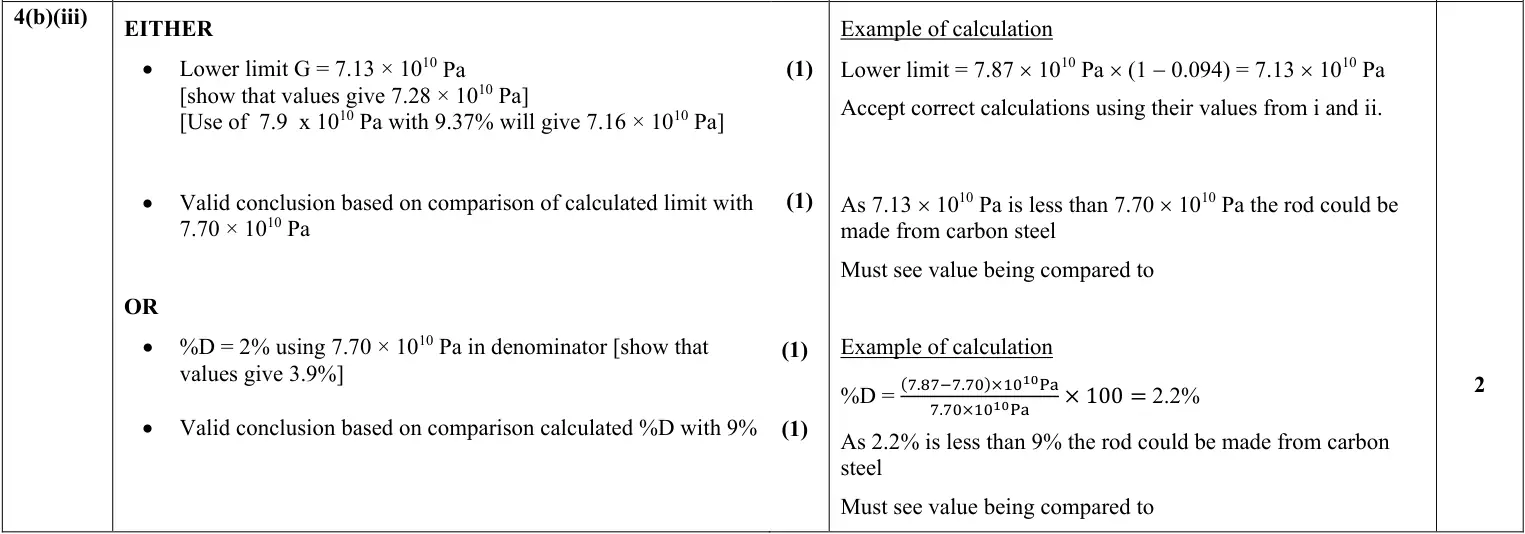 4(b)(iii)
EITHER
• Lower limit G = 7.13 × 10¹⁰ Pa (1)
[show that values give 7.28 × 10¹⁰ Pa]
[Use of 7.9 x 10¹⁰ Pa with 9.37% will give 7.16 × 10¹⁰ Pa]
• Valid conclusion based on comparison of calculated limit with (1)
7.70 × 10¹⁰ Pa
OR
• %D = 2% using 7.70 × 10¹⁰ Pa in denominator [show that (1)
values give 3.9%]
• Valid conclusion based on comparison calculated %D with 9% (1)
Example of calculation
Lower limit = 7.87 × 10¹⁰ Pa × (1 − 0.094) = 7.13 × 10¹⁰ Pa
Accept correct calculations using their values from i and ii.
As 7.13 × 10¹⁰ Pa is less than 7.70 × 10¹⁰ Pa the rod could be
made from carbon steel
Must see value being compared to
Example of calculation
%D = (7.87−7.70)×10¹⁰Pa / 7.70×10¹⁰Pa × 100 = 2.2%
As 2.2% is less than 9% the rod could be made from carbon
steel
Must see value being compared to
2